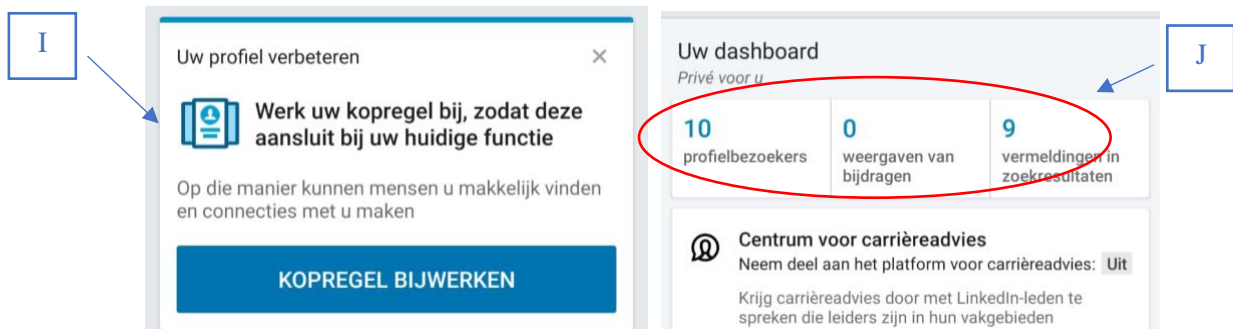 I
Uw profiel verbeteren
Werk uw kopregel bij, zodat deze
aansluit bij uw huidige functie
Op die manier kunnen mensen u makkelijk vinden
en connecties met u maken
KOPREGEL BIJWERKEN
J
Uw dashboard
Privé voor u
10
profielbezoekers
0
weergaven van
bijdragen
9
vermeldingen in
zoekresultaten
Centrum voor carrièreadvies
Neem deel aan het platform voor carrièreadvies: Uit
Krijg carrièreadvies door met LinkedIn-leden te
spreken die leiders zijn in hun vakgebieden